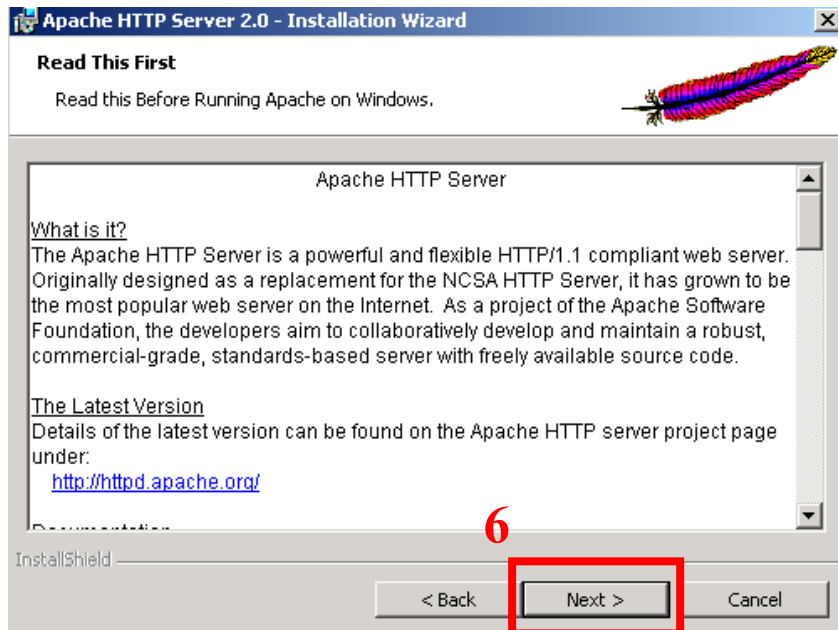 Apache HTTP Server 2.0 - Installation Wizard
Read This First
Read this Before Running Apache on Windows.
Apache HTTP Server
What is it?
The Apache HTTP Server is a powerful and flexible HTTP/1.1 compliant web server.
Originally designed as a replacement for the NCSA HTTP Server, it has grown to be
the most popular web server on the Internet.  As a project of the Apache Software
Foundation, the developers aim to collaboratively develop and maintain a robust,
commercial-grade, standards-based server with freely available source code.
The Latest Version
Details of the latest version can be found on the Apache HTTP server project page
under:
http://httpd.apache.org/
Documentation
6
InstallShield
< Back
Next >
Cancel